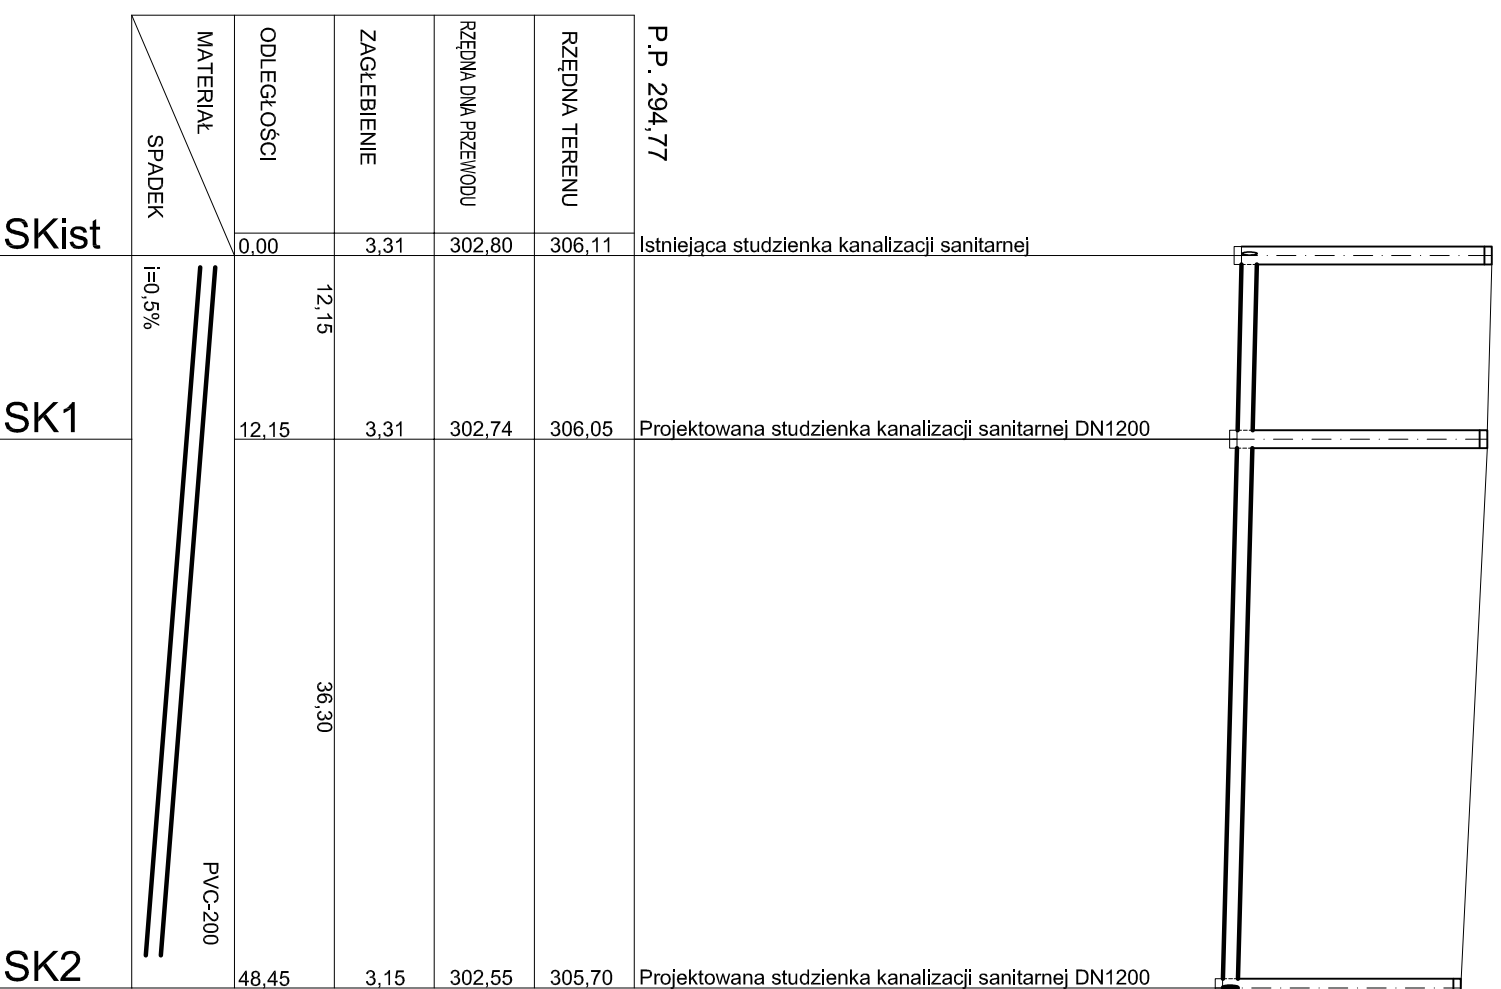 P.P. 294,77
RZĘDNA TERENU
RZĘDNA DNA PRZEWODU
ZAGŁEBIENIE
ODLEGŁOŚCI
MATERIAŁ
SPADEK
SKist
0,00 3,31 302,80 306,11 Istniejąca studzienka kanalizacji sanitarnej
12,15
i=0,5%
SK1
12,15 3,31 302,74 306,05 Projektowana studzienka kanalizacji sanitarnej DN1200
36,30
PVC-200
SK2
48,45 3,15 302,55 305,70 Projektowana studzienka kanalizacji sanitarnej DN1200